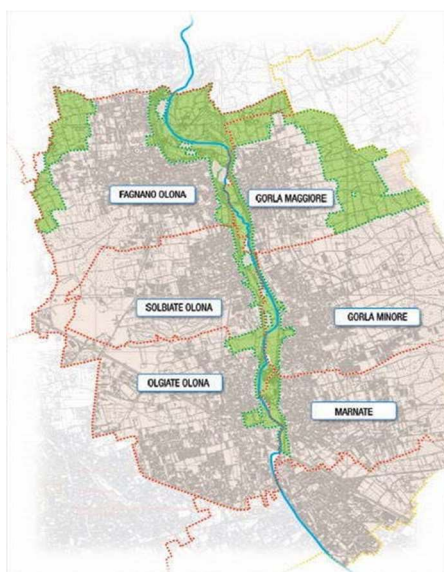 FAGNANO OLONA
GORLA MAGGIORE
SOLBIATE OLONA
GORLA MINORE
OLGIATE OLONA
MARNATE